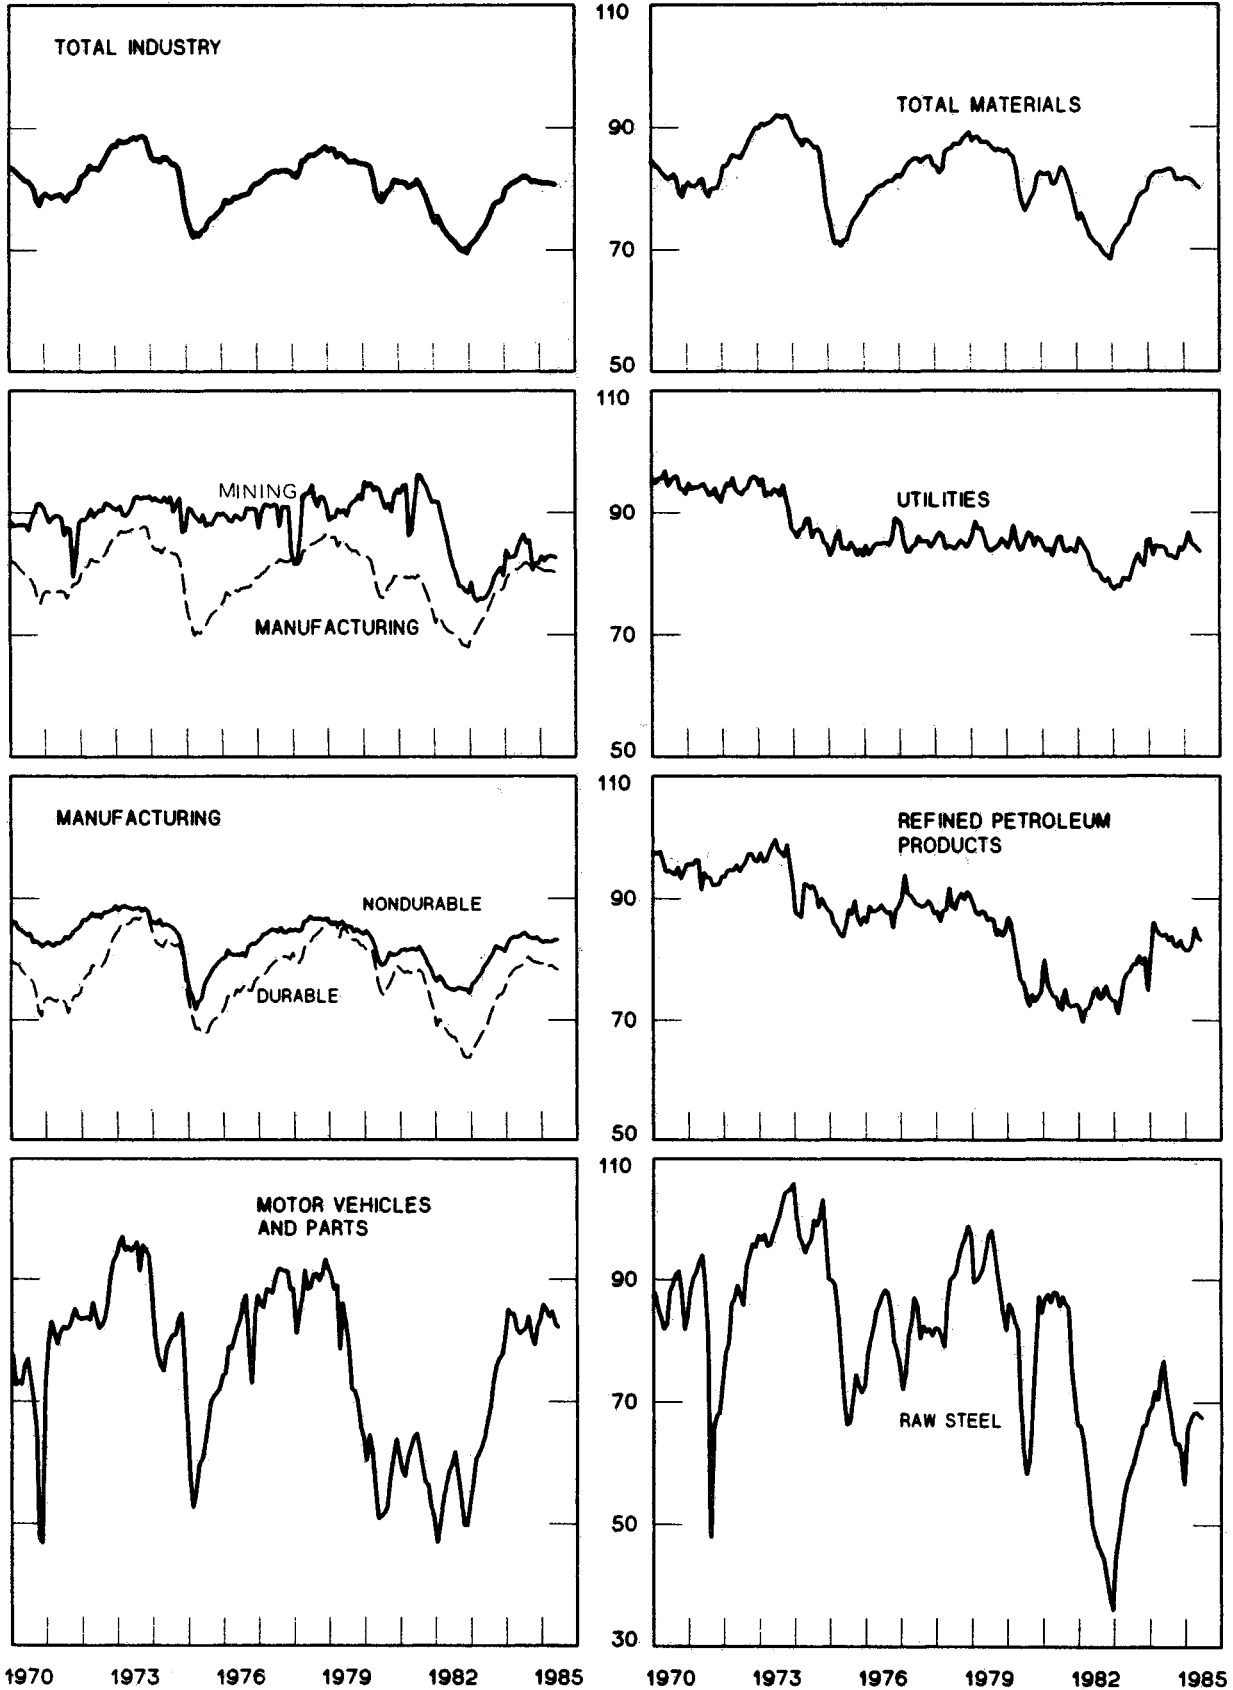 110
TOTAL INDUSTRY
TOTAL MATERIALS
90
70
50
110
MINING
UTILITIES
90
MANUFACTURING
70
50
110
MANUFACTURING
REFINED PETROLEUM
PRODUCTS
NONDURABLE
90
DURABLE
70
50
110
MOTOR VEHICLES
AND PARTS
90
70
RAW STEEL
50
30
1970 1973 1976 1979 1982 1985
1970 1973 1976 1979 1982 1985